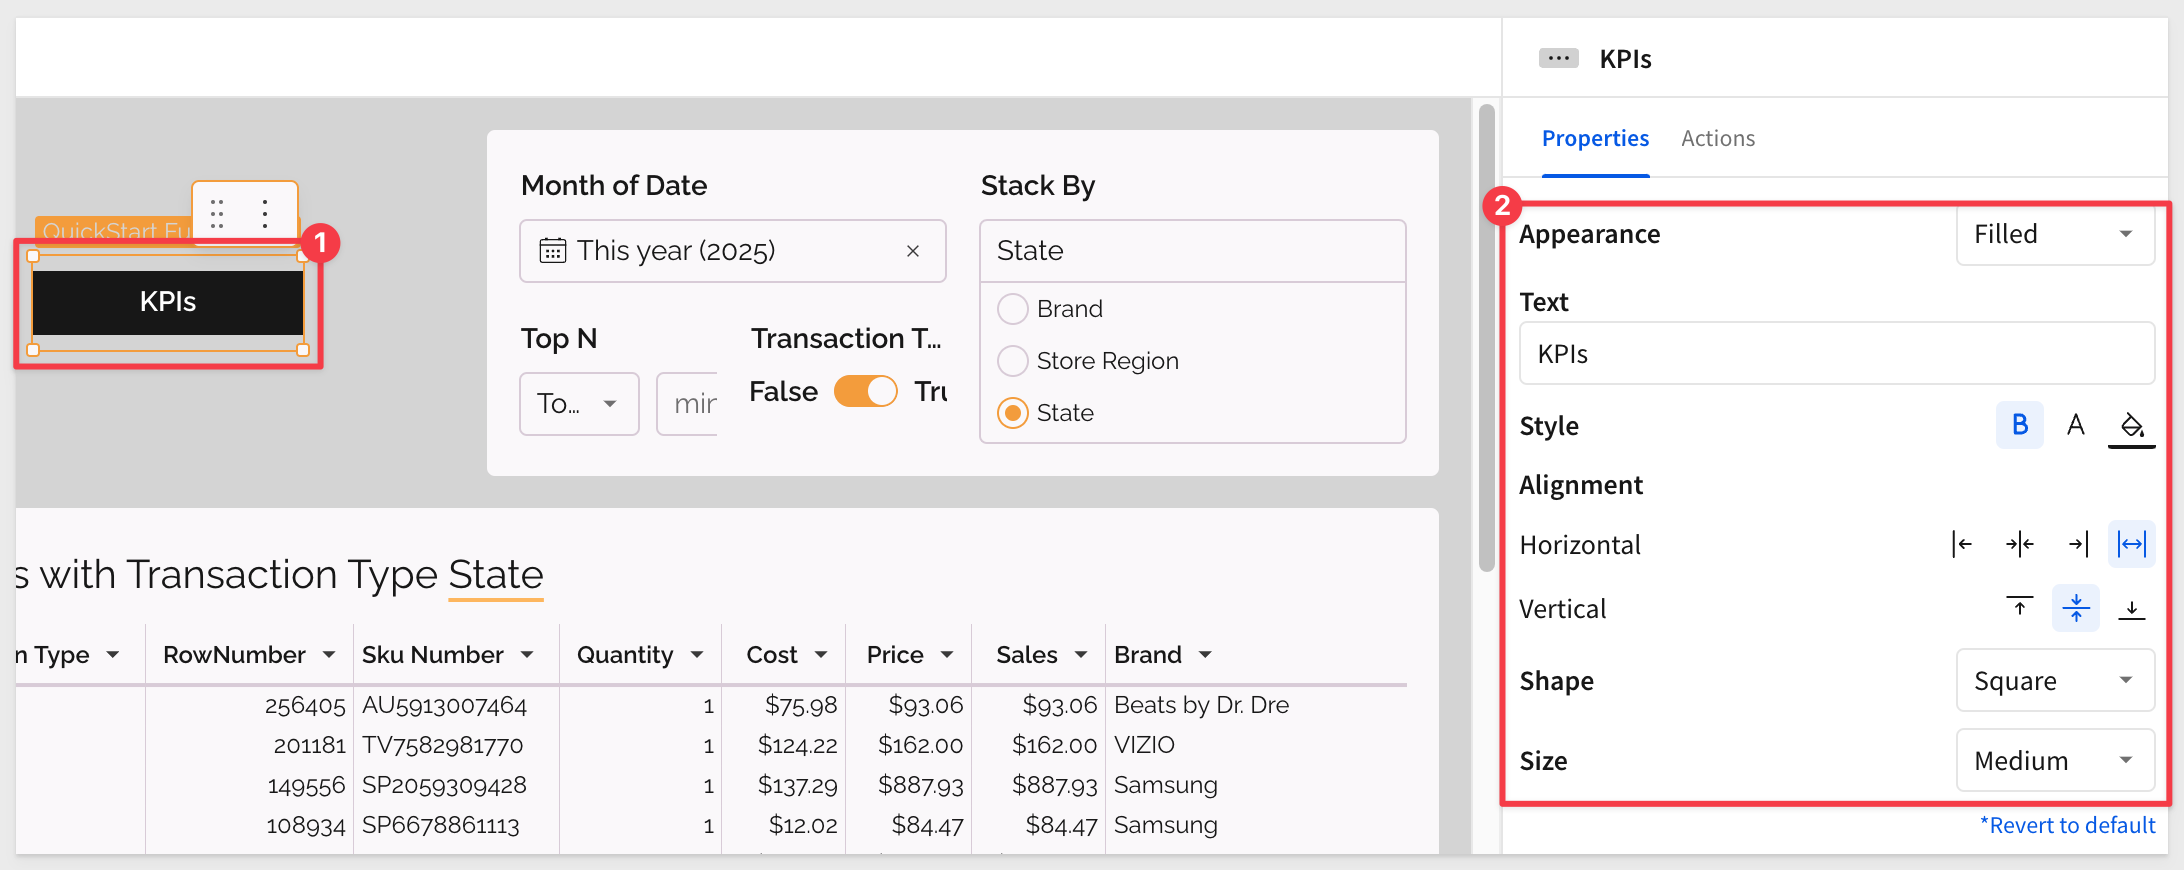 KPIs
Properties Actions
QuickStart Fu
1
KPIs
Month of Date
This year (2025)
Top N
To...
Transaction T...
False
Stack By
State
Brand
Store Region
State
s with Transaction Type State
n Type RowNumber Sku Number Quantity Cost Price Sales Brand
256405 AU5913007464 1 $75.98 $93.06 $93.06 Beats by Dr. Dre
201181 TV7582981770 1 $124.22 $162.00 $162.00 VIZIO
149556 SP2059309428 1 $137.29 $887.93 $887.93 Samsung
108934 SP6678861113 1 $12.02 $84.47 $84.47 Samsung
2
Appearance Filled
Text
KPIs
Style B A
Alignment
Horizontal
Vertical
Shape Square
Size Medium
*Revert to default